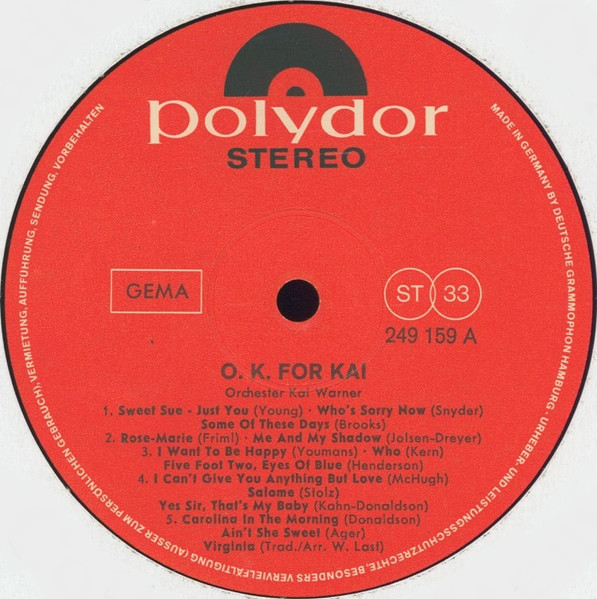 polydor
STEREO
GEMA
ST 33
249 159 A
O. K. FOR KAI
Orchester Kai Warner
1. Sweet Sue - Just You (Young) · Who's Sorry Now (Snyder)
Some Of These Days (Brooks)
2. Rose-Marie (Friml) · Me And My Shadow (Jolsen-Dreyer)
3. I Want To Be Happy (Youmans) · Who (Kern)
Five Foot Two, Eyes Of Blue (Henderson)
4. I Can't Give You Anything But Love (McHugh)
Salome (Stolz)
Yes Sir, That's My Baby (Kahn-Donaldson)
5. Carolina In The Morning (Donaldson)
Ain't She Sweet (Ager)
Virginia (Trad./Arr. W. Last)
MADE IN GERMANY BY DEUTSCHE GRAMMOPHON HAMBURG · URHEBER- UND LEISTUNGSSCHUTZRECHTE, BESONDERS VERVIELFÄLTIGUNG (AUSSER ZUM PERSÖNLICHEN GEBRAUCH), VERMIETUNG, AUFFÜHRUNG, SENDUNG, VORBEHALTEN